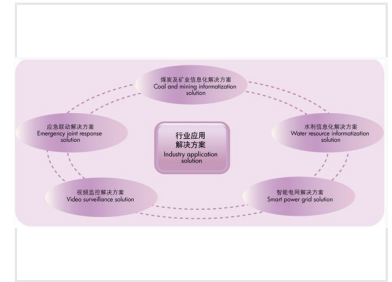 煤炭及矿业信息化解决方案
Coal and mining informatization
solution
应急联动解决方案
Emergency joint response
solution
行业应用
解决方案
Industry application
solution
水利信息化解决方案
Water resource informatization
solution
视频监控解决方案
Video surveillance solution
智能电网解决方案
Smart power grid solution